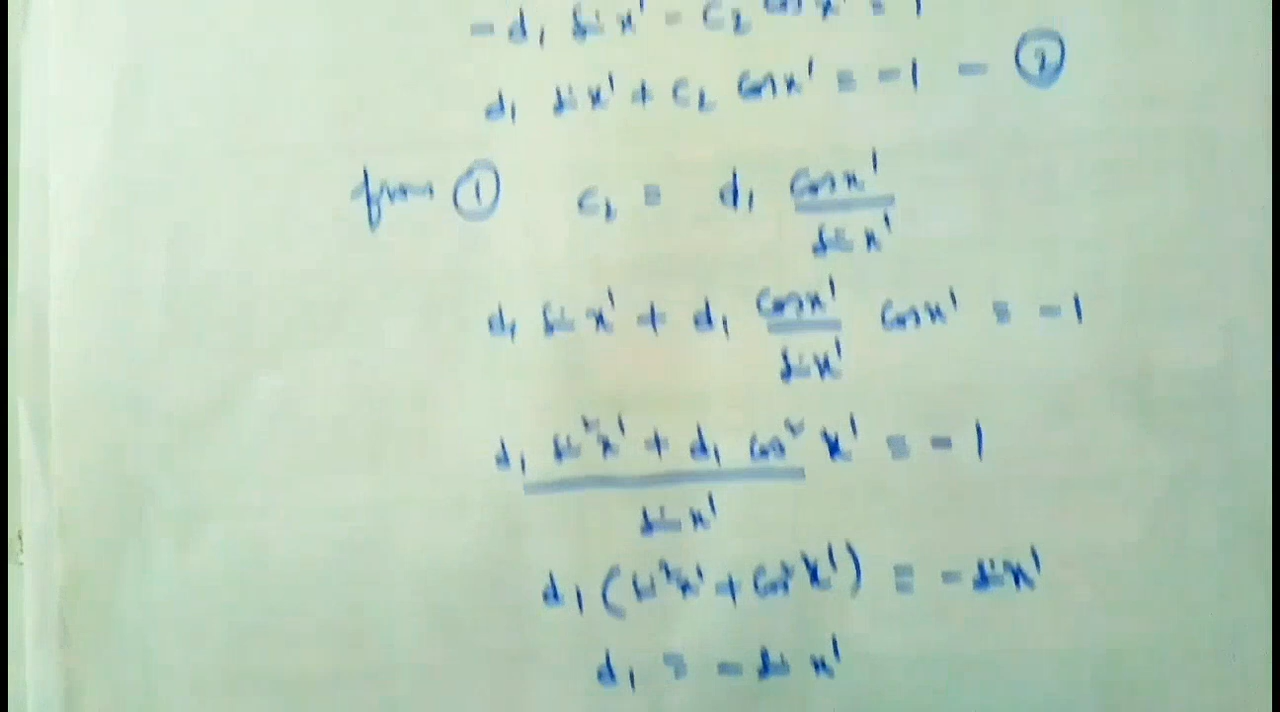 - d₁ sin x' - c₂ cos x' = 1
d₁ sin x' + c₂ cos x' = -1 - ②
from ① c₂ = d₁ cos x' / sin x'
d₁ sin x' + d₁ cos x' / sin x' cos x' = -1
d₁ sin² x' + d₁ cos² x' / sin x' = -1
d₁ (sin² x' + cos² x') = - sin x'
d₁ = - sin x'